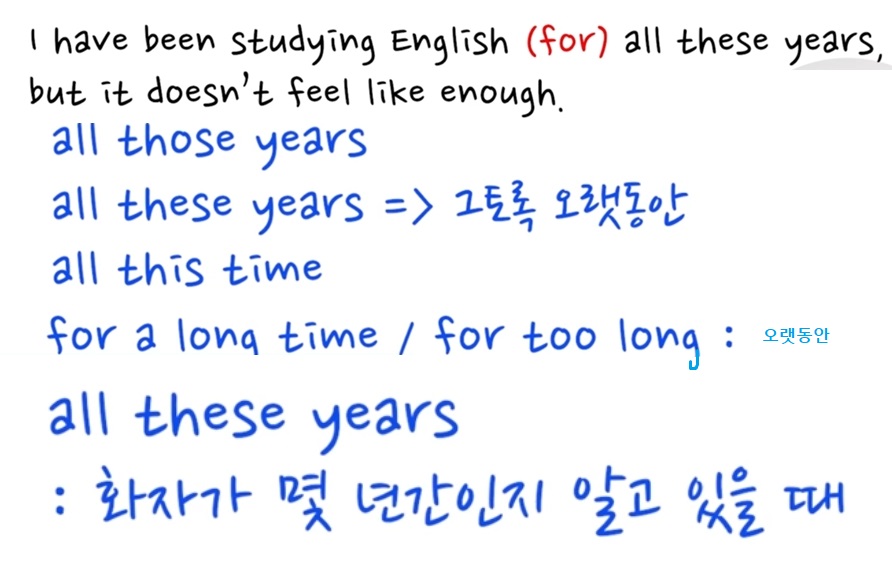 I have been studying English (for) all these years,
but it doesn't feel like enough.
all those years
all these years => 그토록 오랫동안
all this time
for a long time / for too long : 오랫동안
all these years
: 화자가 몇 년간인지 알고 있을 때